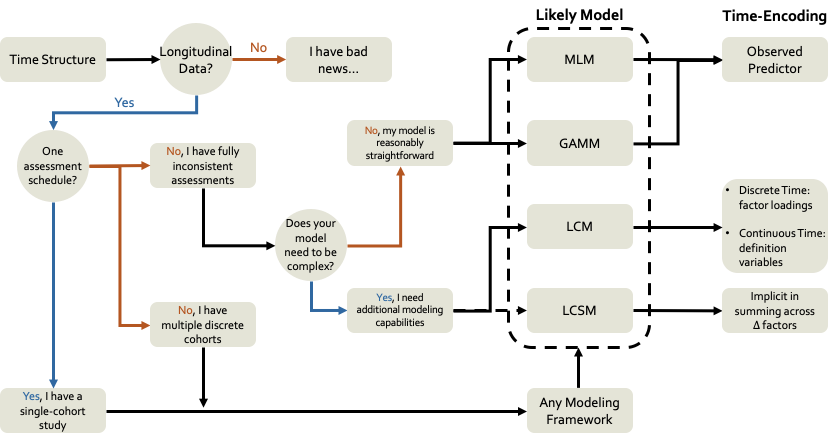 Likely Model
Time-Encoding
Time Structure
Longitudinal
Data?
No
I have bad
news...
MLM
Observed
Predictor
Yes
One
assessment
schedule?
No, I have fully
inconsistent
assessments
No, my model is
reasonably
straightforward
GAMM
Does your
model
need to be
complex?
LCM
• Discrete Time:
factor loadings
• Continuous Time:
definition
variables
No, I have
multiple discrete
cohorts
Yes, I need
additional modeling
capabilities
LCSM
Implicit in
summing across
Δ factors
Yes, I have a
single-cohort
study
Any Modeling
Framework